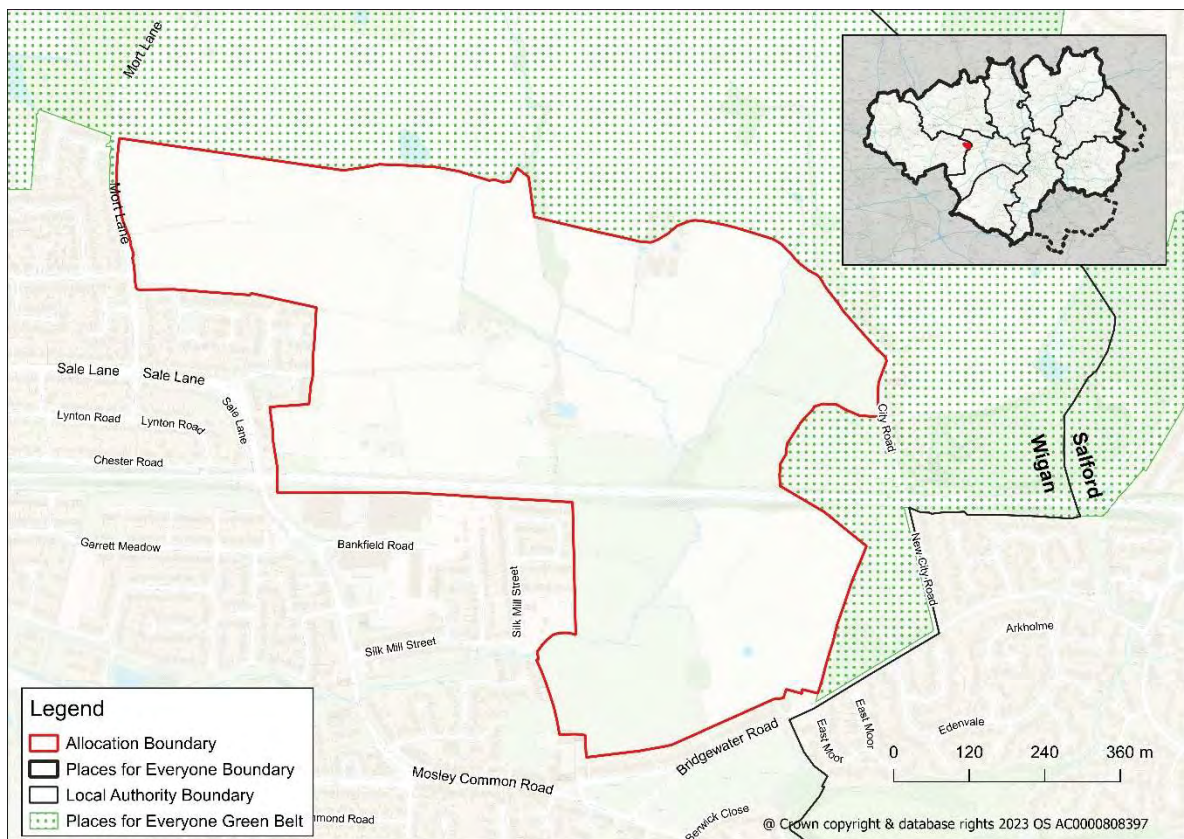 Mort Lane
Mort Lane
Sale Lane
Sale Lane
Sale Lane
Lynton Road
Lynton Road
Chester Road
Garrett Meadow
Bankfield Road
Silk Mill Street
Silk Mill Street
City Road
Wigan
Salford
New City Road
Arkholme
Edenvale
East Moor
East Moor
Bridgewater Road
Mosley Common Road
Berwick Close
mmond Road
Legend
Allocation Boundary
Places for Everyone Boundary
Local Authority Boundary
Places for Everyone Green Belt
0 120 240 360 m
@ Crown copyright & database rights 2023 OS AC0000808397